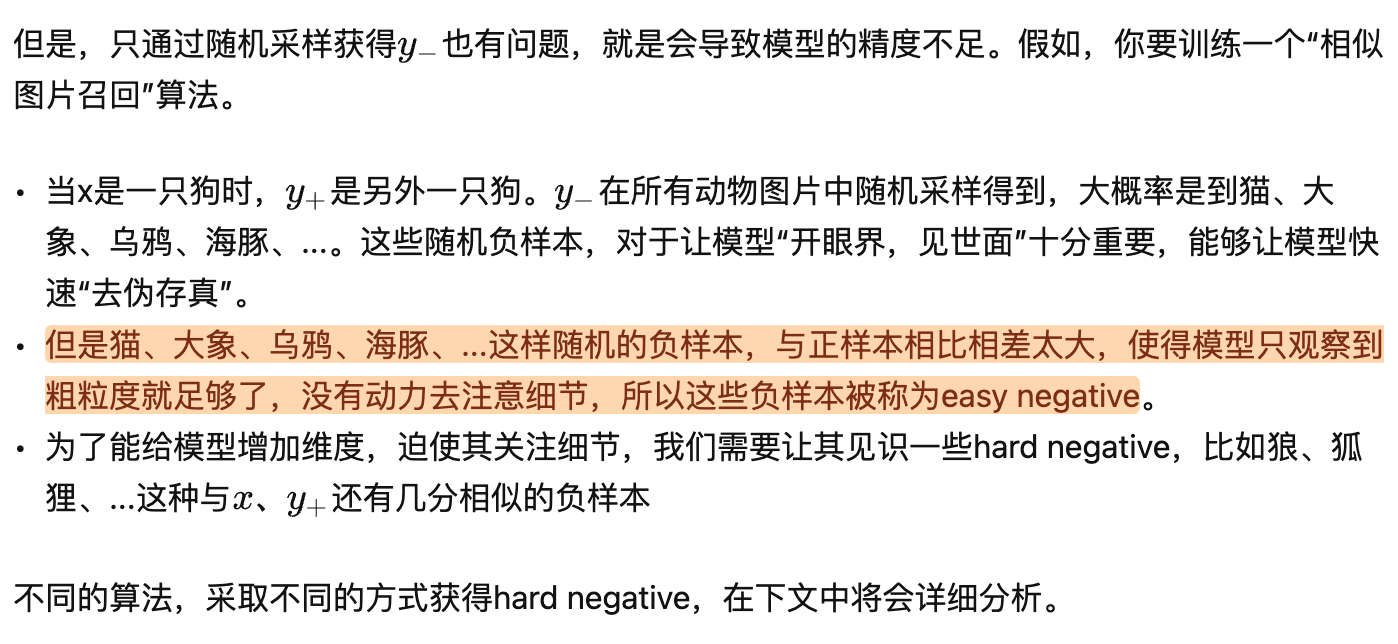 但是，只通过随机采样获得y₋也有问题，就是会导致模型的精度不足。假如，你要训练一个“相似
图片召回”算法。
• 当x是一只狗时，y₊是另外一只狗。y₋在所有动物图片中随机采样得到，大概率是到猫、大
象、乌鸦、海豚、...。这些随机负样本，对于让模型“开眼界，见世面”十分重要，能够让模型快
速“去伪存真”。
• 但是猫、大象、乌鸦、海豚、...这样随机的负样本，与正样本相比相差太大，使得模型只观察到
粗粒度就足够了，没有动力去注意细节，所以这些负样本被称为easy negative。
• 为了能给模型增加维度，迫使其关注细节，我们需要让其见识一些hard negative，比如狼、狐
狸、...这种与x、y₊还有几分相似的负样本
不同的算法，采取不同的方式获得hard negative，在下文中将会详细分析。